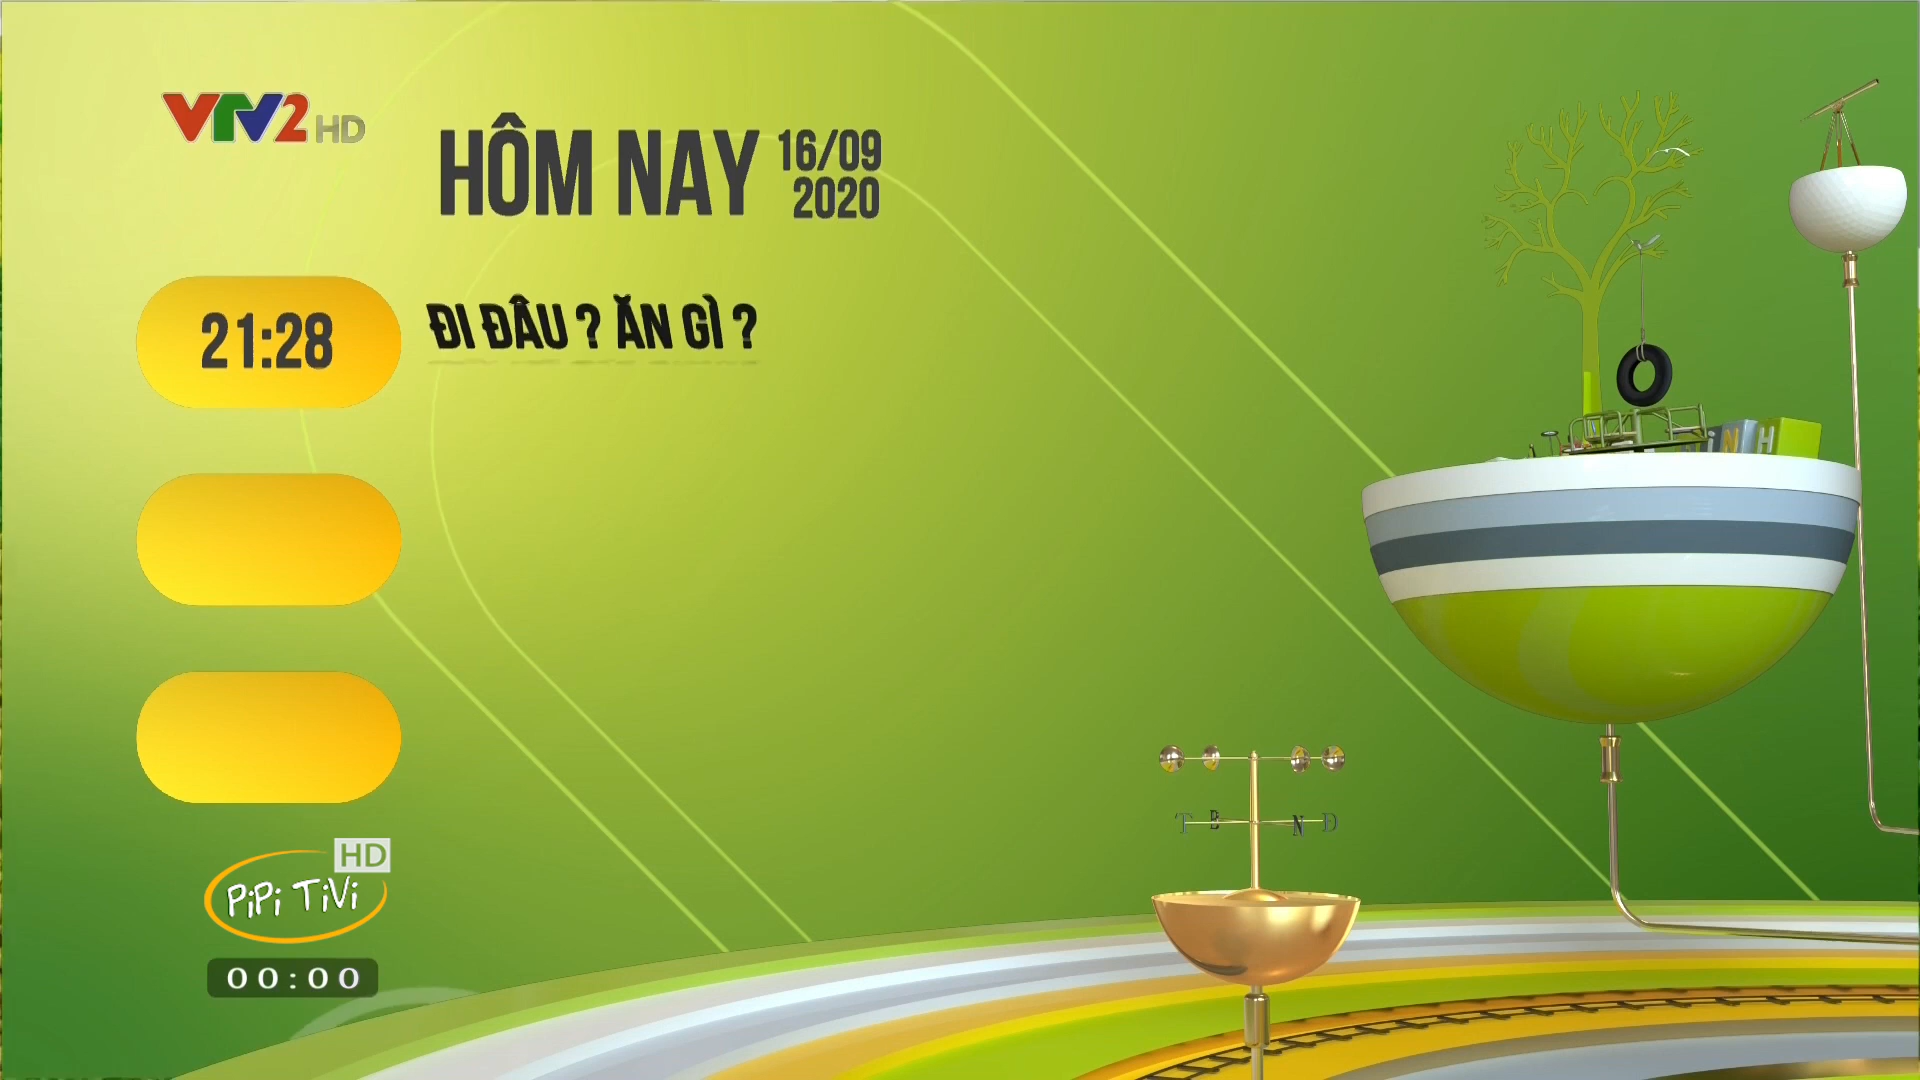 VTV2 HD
HÔM NAY
16/09
2020
21:28
ĐI ĐÂU ? ĂN GÌ ?
N H
T B N D
HD
PiPi TiVi
00:00